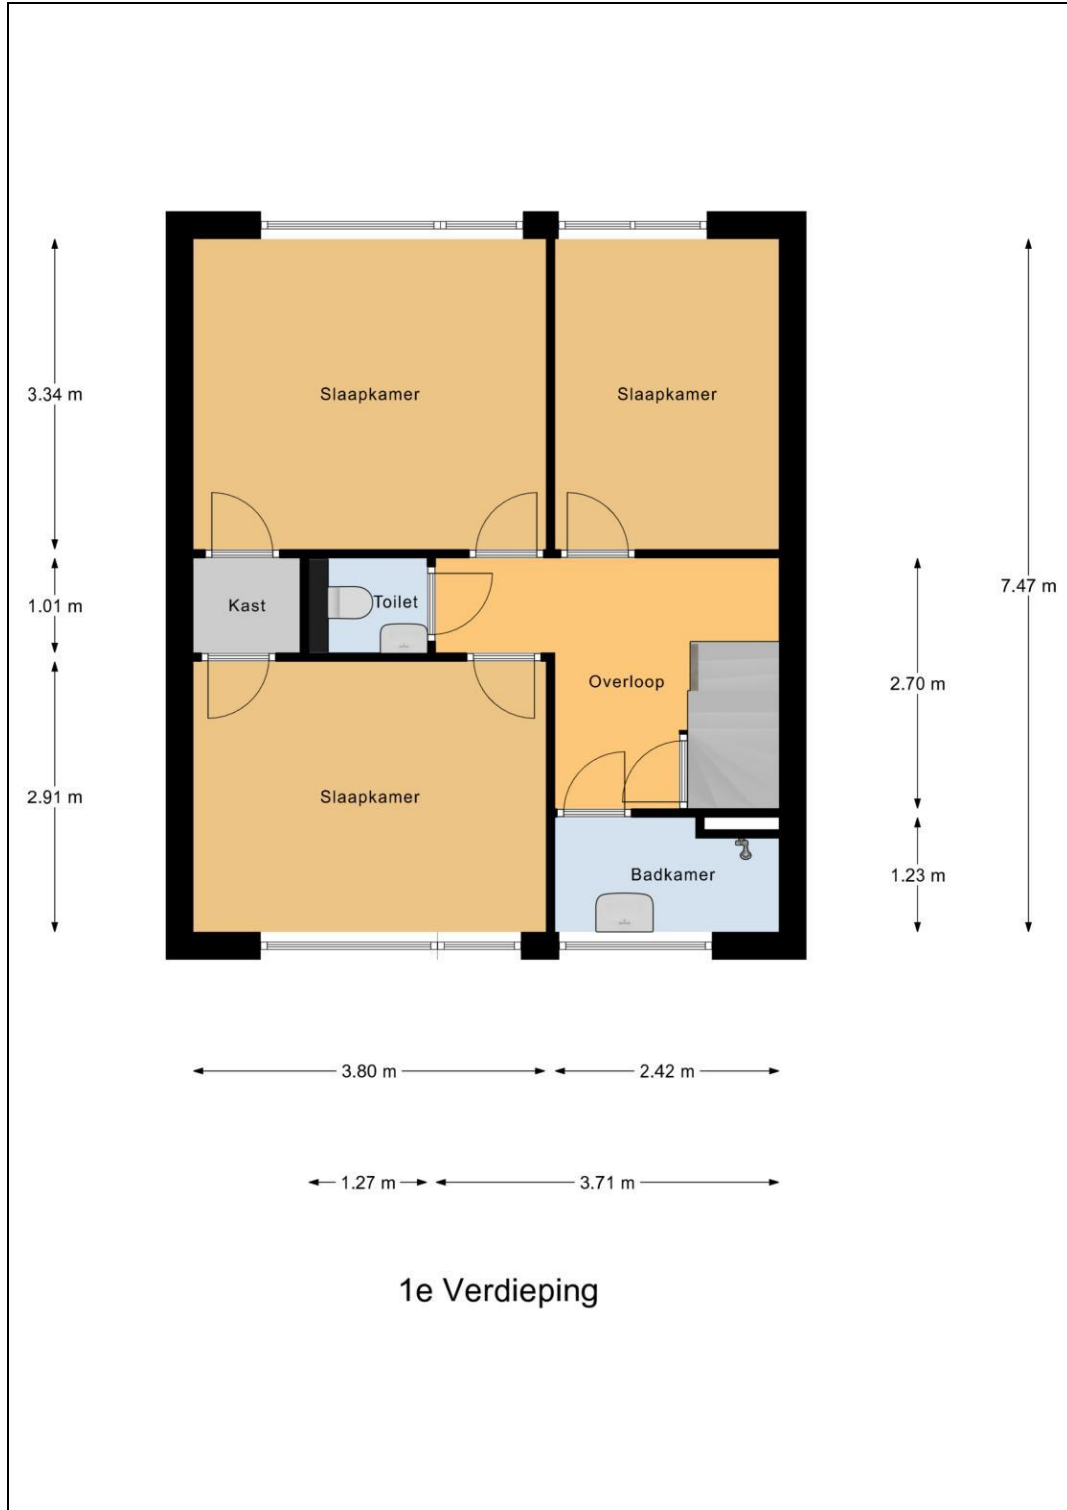 Slaapkamer
Slaapkamer
3.34 m
7.47 m
Kast
Toilet
1.01 m
Overloop
2.70 m
Slaapkamer
2.91 m
Badkamer
1.23 m
3.80 m
2.42 m
1.27 m
3.71 m
1e Verdieping